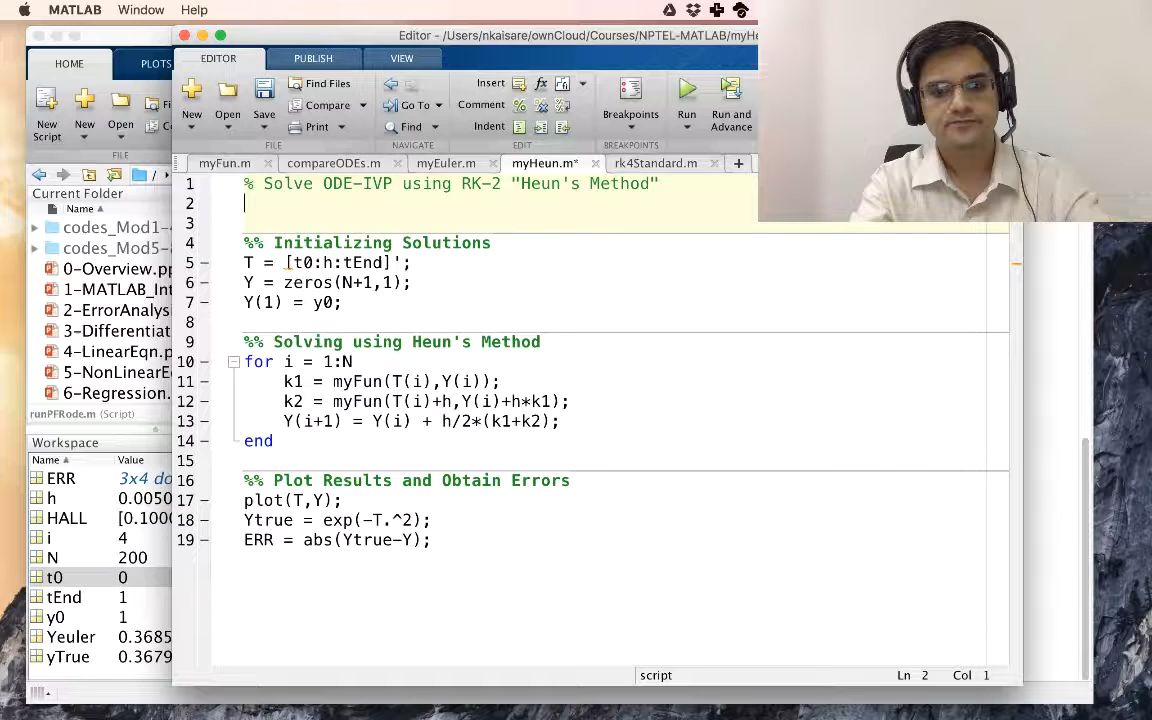 MATLAB Window Help
Editor - /Users/nkaisare/ownCloud/Courses/NPTEL-MATLAB/myHe
HOME PLOTS
EDITOR PUBLISH VIEW
New Script New Open FILE
New Open Save Find Files Compare Print FILE
Go To Find NAVIGATE
Insert fx Comment Indent EDIT
Breakpoints BREAKPOINTS
Run Run and Advance
myFun.m compareODEs.m myEuler.m myHeun.m* rk4Standard.m
Current Folder
Name
codes_Mod1-4
codes_Mod5-
0-Overview.pp
1-MATLAB_Int
2-ErrorAnalys
3-Differentiat
4-LinearEqn.p
5-NonLinearE
6-Regression.
runPFRode.m (Script)
Workspace
Name Value
ERR 3x4 do
h 0.0050
HALL [0.1000
i 4
N 200
t0 0
tEnd 1
y0 1
Yeuler 0.3685
yTrue 0.3679
1 % Solve ODE-IVP using RK-2 "Heun's Method"
2
3
4 %% Initializing Solutions
5 T = [t0:h:tEnd]';
6 Y = zeros(N+1,1);
7 Y(1) = y0;
8
9 %% Solving using Heun's Method
10 for i = 1:N
11 k1 = myFun(T(i),Y(i));
12 k2 = myFun(T(i)+h,Y(i)+h*k1);
13 Y(i+1) = Y(i) + h/2*(k1+k2);
14 end
15
16 %% Plot Results and Obtain Errors
17 plot(T,Y);
18 Ytrue = exp(-T.^2);
19 ERR = abs(Ytrue-Y);
script Ln 2 Col 1